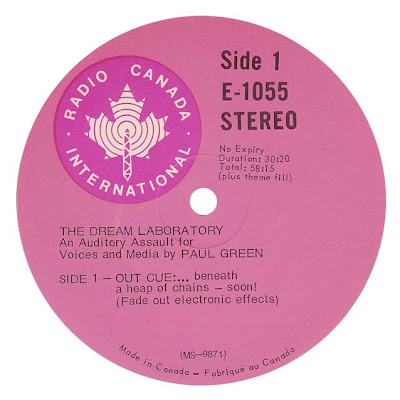 · RADIO CANADA ·
INTERNATIONAL
Side 1
E-1055
STEREO
No Expiry
Duration: 30:20
Total: 58:15
(plus theme fill)
THE DREAM LABORATORY
An Auditory Assault for
Voices and Media by PAUL GREEN
SIDE 1 – OUT CUE:... beneath
a heap of chains – soon!
(Fade out electronic effects)
(MS-9871)
Made in Canada – Fabriqué au Canada